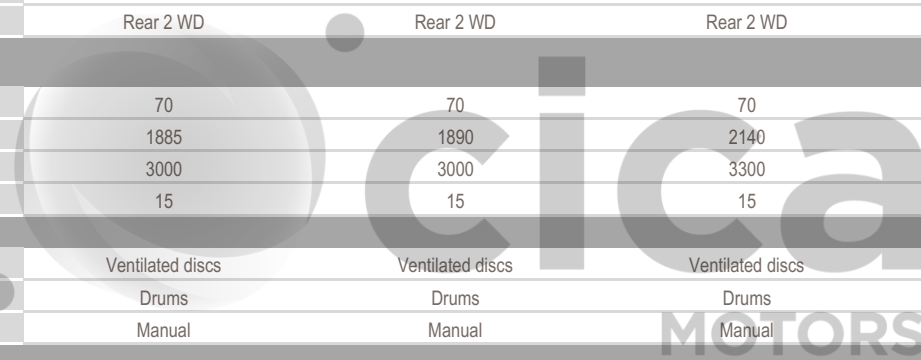 Rear 2 WD Rear 2 WD Rear 2 WD
70 70 70
1885 1890 2140
3000 3000 3300
15 15 15
Ventilated discs Ventilated discs Ventilated discs
Drums Drums Drums
Manual Manual Manual
cica
MOTORS